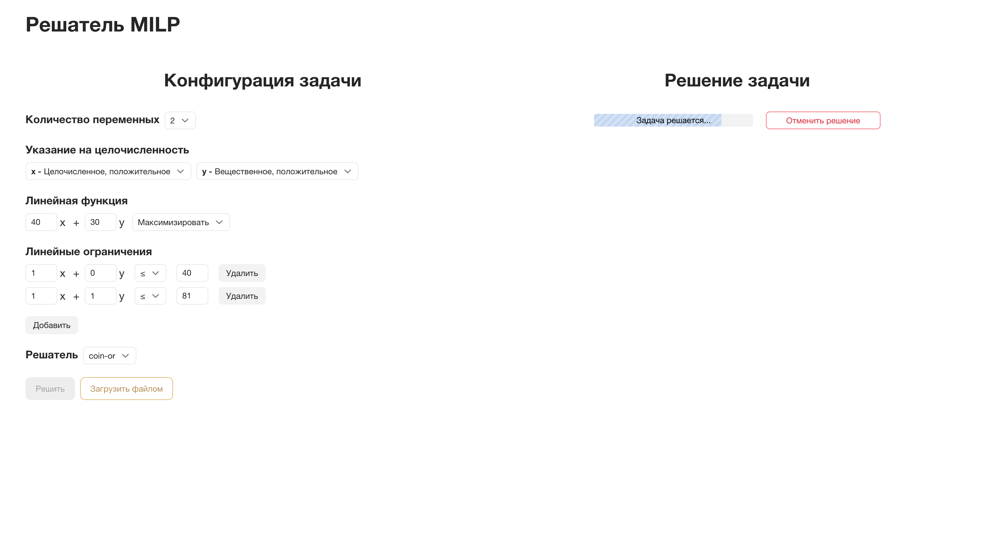 Решатель MILP
Конфигурация задачи
Количество переменных 2
Указание на целочисленность
x - Целочисленное, положительное y - Вещественное, положительное
Линейная функция
40 x + 30 y Максимизировать
Линейные ограничения
1 x + 0 y ≤ 40 Удалить
1 x + 1 y ≤ 81 Удалить
Добавить
Решатель coin-or
Решить Загрузить файлом
Решение задачи
Задача решается... Отменить решение